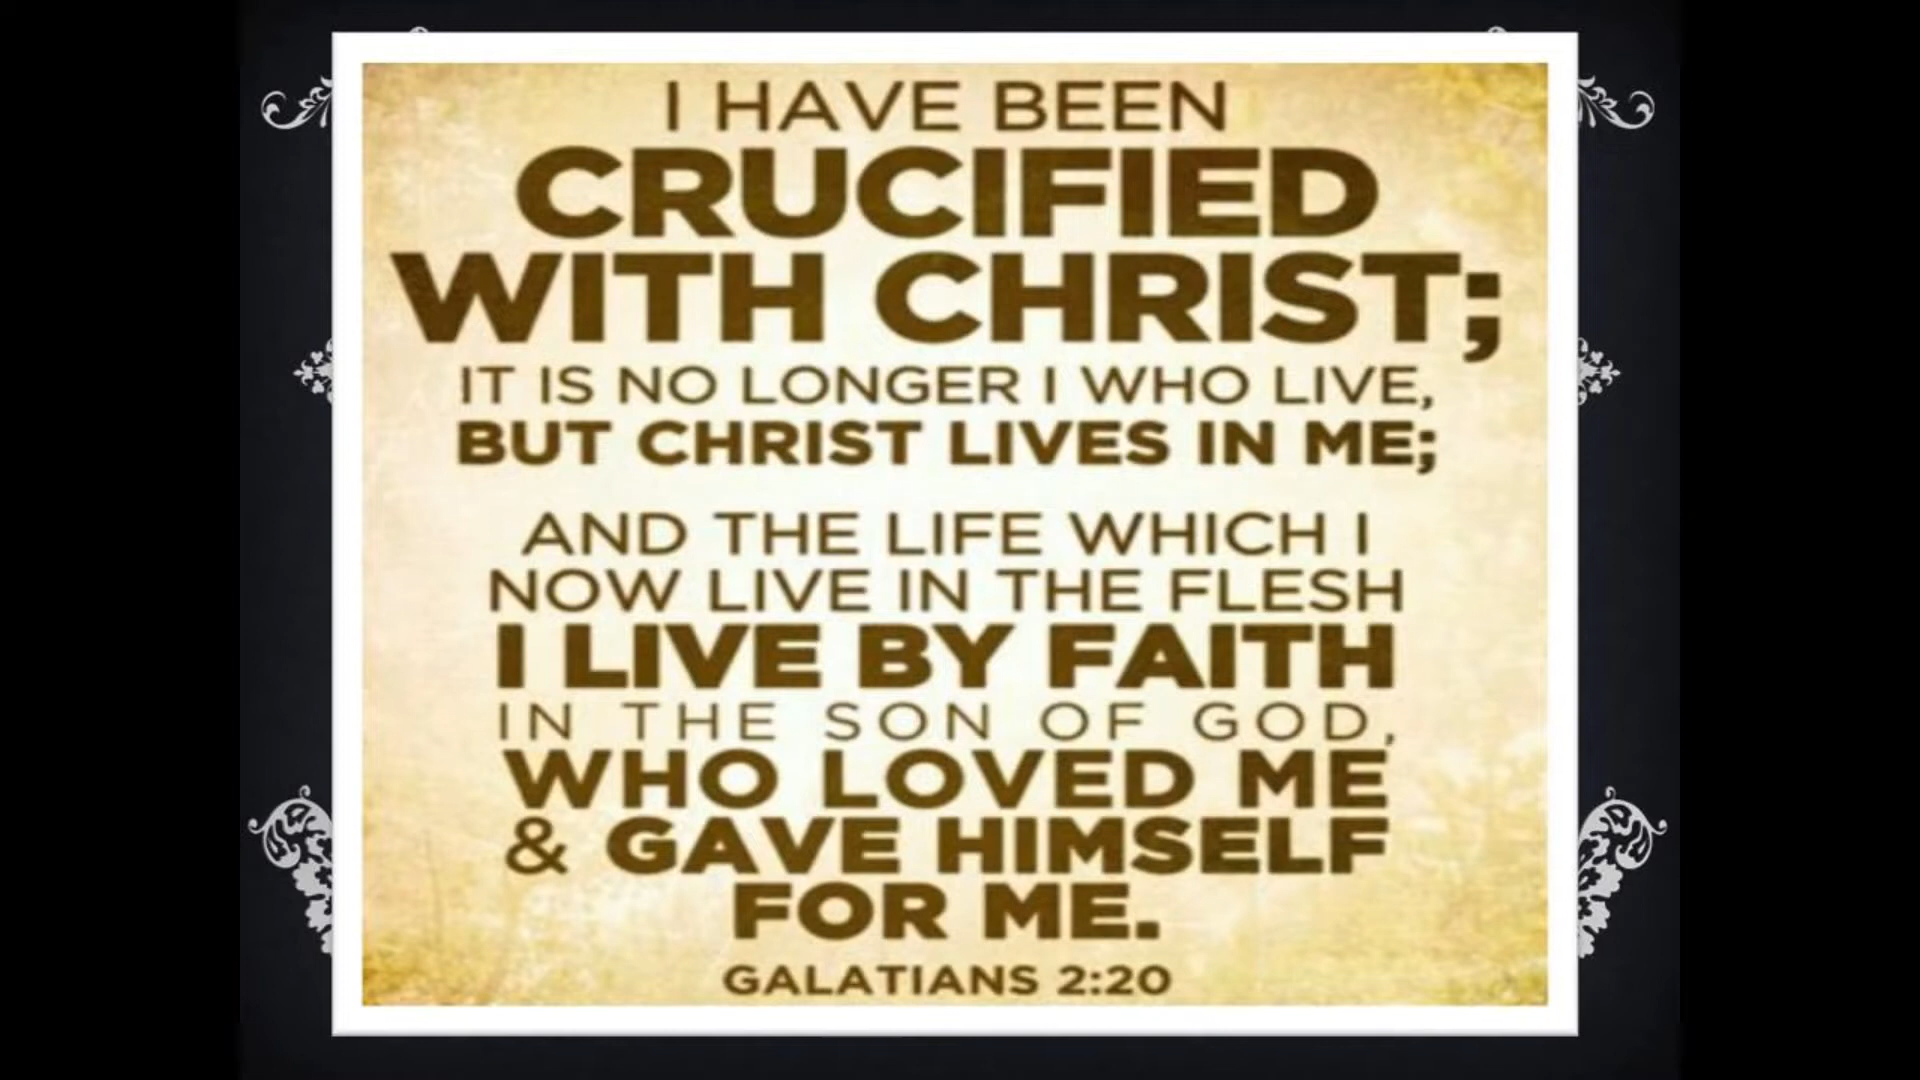 I HAVE BEEN
CRUCIFIED
WITH CHRIST;
IT IS NO LONGER I WHO LIVE,
BUT CHRIST LIVES IN ME;
AND THE LIFE WHICH I
NOW LIVE IN THE FLESH
I LIVE BY FAITH
IN THE SON OF GOD,
WHO LOVED ME
& GAVE HIMSELF
FOR ME.
GALATIANS 2:20